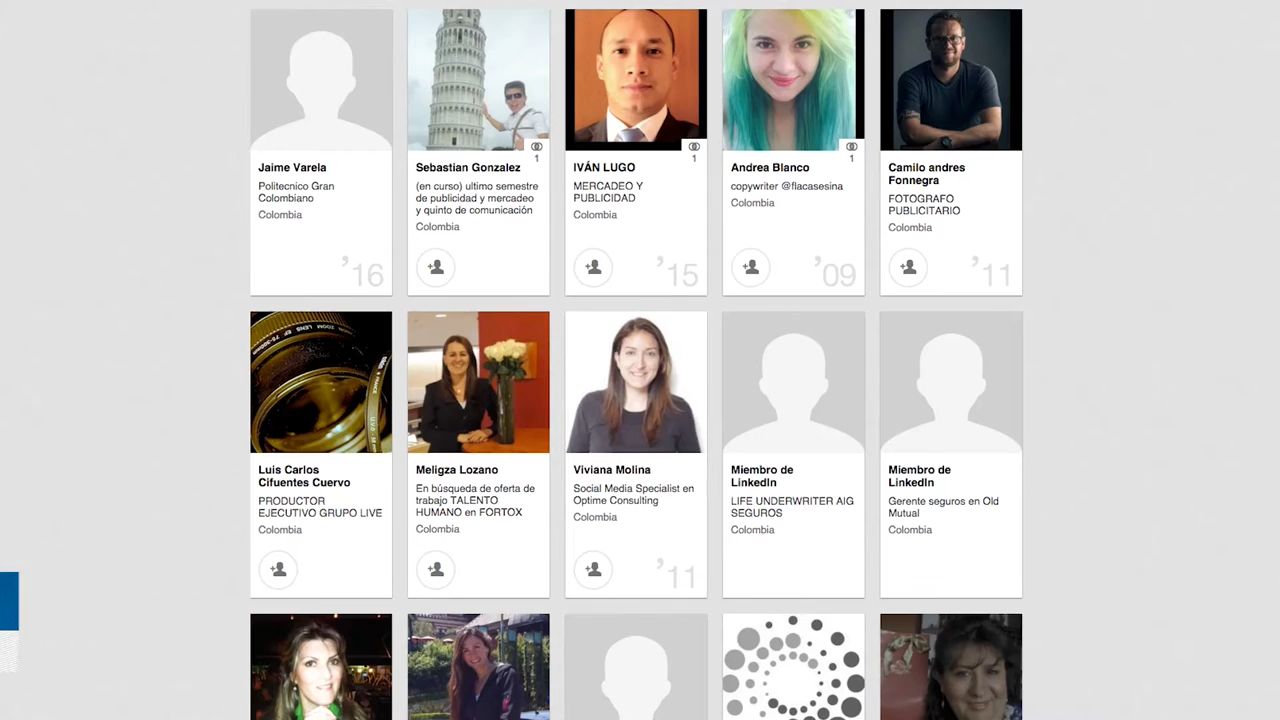 1
1
1
Jaime Varela
Politecnico Gran
Colombiano
Colombia
’16
Sebastian Gonzalez
(en curso) ultimo semestre
de publicidad y mercadeo
y quinto de comunicación
Colombia
IVÁN LUGO
MERCADEO Y
PUBLICIDAD
Colombia
’15
Andrea Blanco
copywriter @flacasesina
Colombia
’09
Camilo andres
Fonnegra
FOTOGRAFO
PUBLICITARIO
Colombia
’11
Luis Carlos
Cifuentes Cuervo
PRODUCTOR
EJECUTIVO GRUPO LIVE
Colombia
Meligza Lozano
En búsqueda de oferta de
trabajo TALENTO
HUMANO en FORTOX
Colombia
Viviana Molina
Social Media Specialist en
Optime Consulting
Colombia
’11
Miembro de
LinkedIn
LIFE UNDERWRITER AIG
SEGUROS
Colombia
Miembro de
LinkedIn
Gerente seguros en Old
Mutual
Colombia